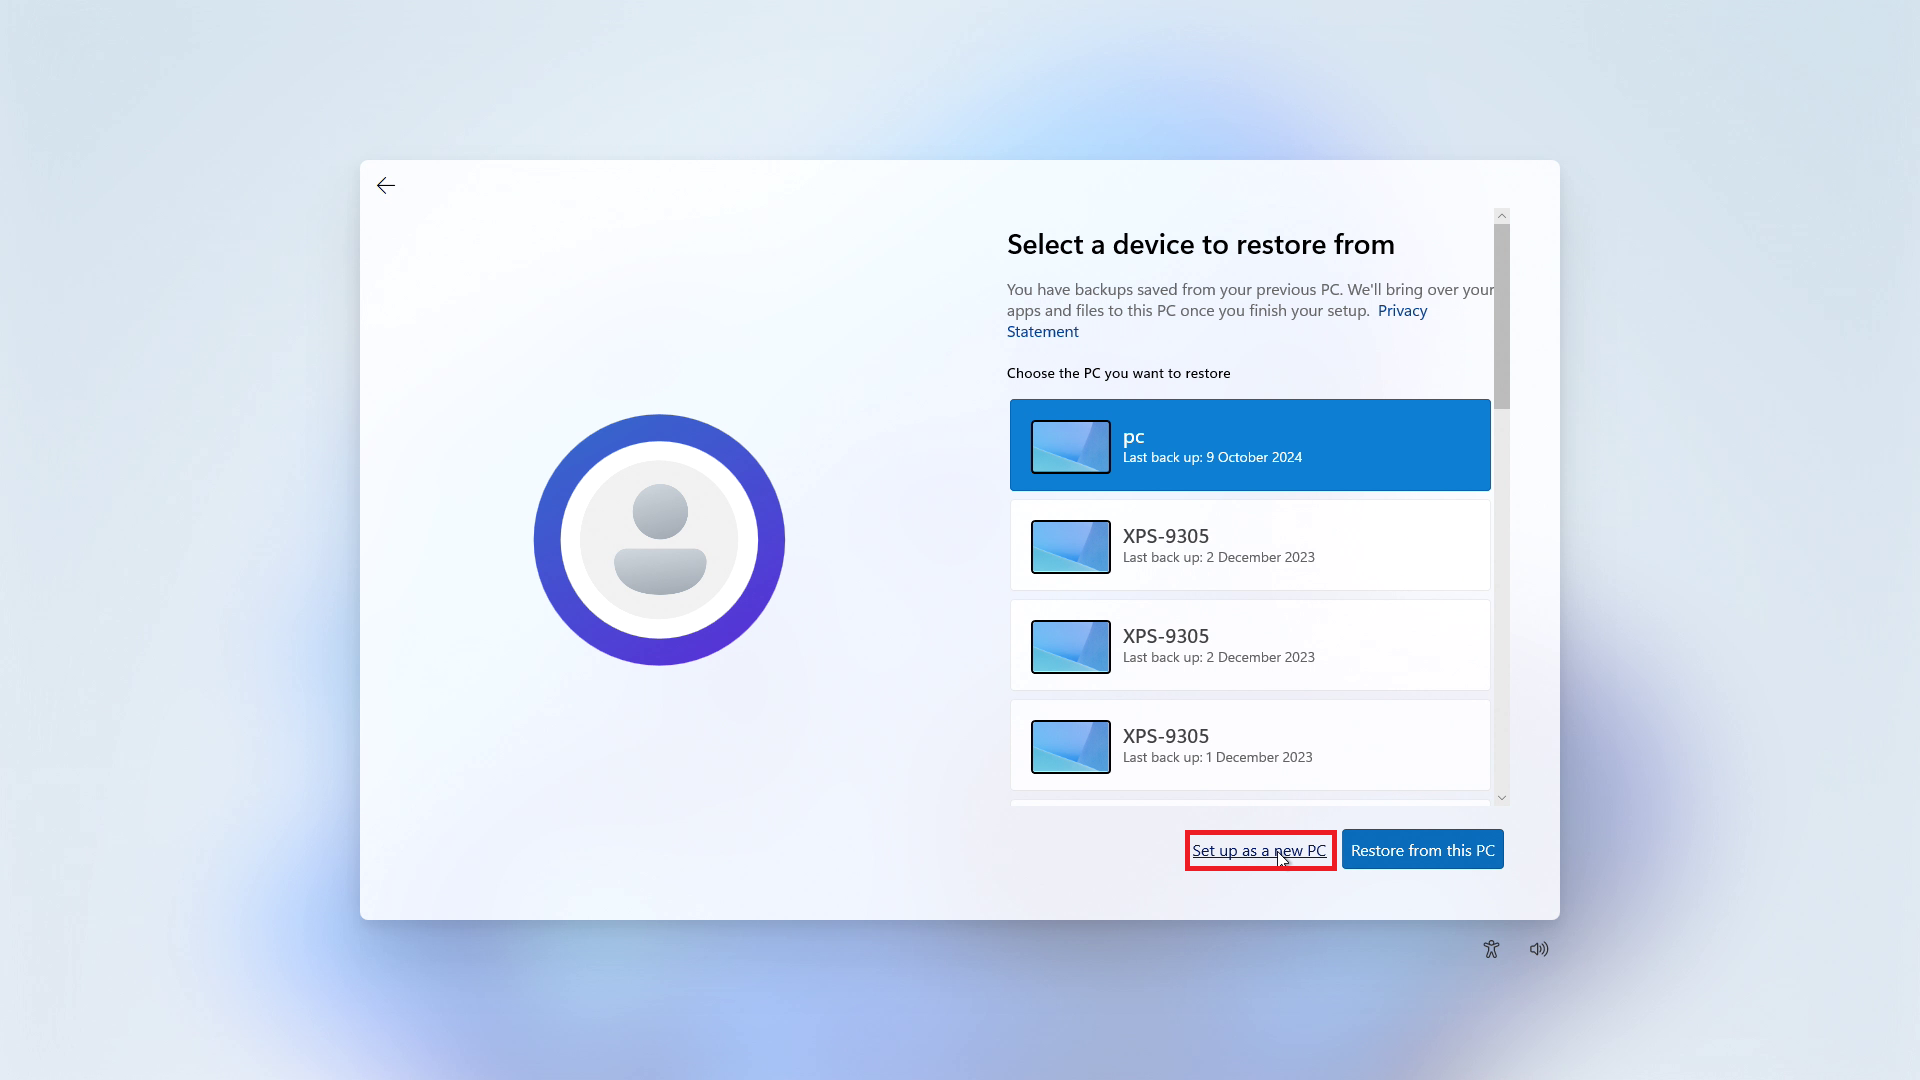 Select a device to restore from
You have backups saved from your previous PC. We'll bring over your
apps and files to this PC once you finish your setup. Privacy
Statement
Choose the PC you want to restore
pc
Last back up: 9 October 2024
XPS-9305
Last back up: 2 December 2023
XPS-9305
Last back up: 2 December 2023
XPS-9305
Last back up: 1 December 2023
Set up as a new PC
Restore from this PC